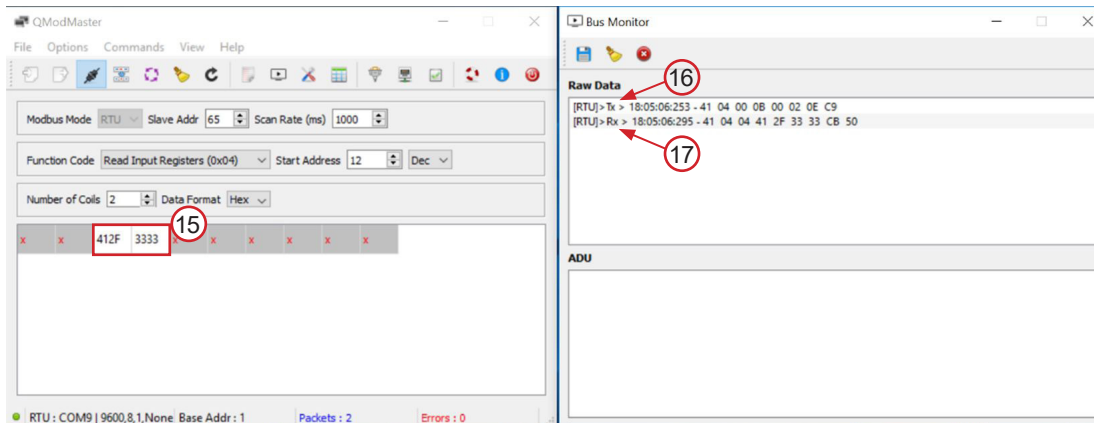 QModMaster
File Options Commands View Help
Modbus Mode RTU Slave Addr 65 Scan Rate (ms) 1000
Function Code Read Input Registers (0x04) Start Address 12 Dec
Number of Coils 2 Data Format Hex
15
x x 412F 3333 x x x x x x
RTU : COM9 | 9600,8,1,None Base Addr : 1 Packets : 2 Errors : 0
Bus Monitor
16
Raw Data
[RTU]>Tx > 18:05:06:253 - 41 04 00 0B 00 02 0E C9
[RTU]>Rx > 18:05:06:295 - 41 04 04 41 2F 33 33 CB 50
17
ADU